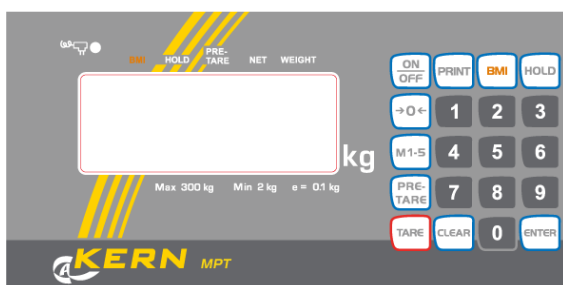 BMI HOLD PRE-TARE NET WEIGHT
kg
Max 300 kg Min 2 kg e = 0.1 kg
KERN MPT
ON OFF PRINT BMI HOLD
→0← 1 2 3
M1-5 4 5 6
PRE-TARE 7 8 9
TARE CLEAR 0 ENTER